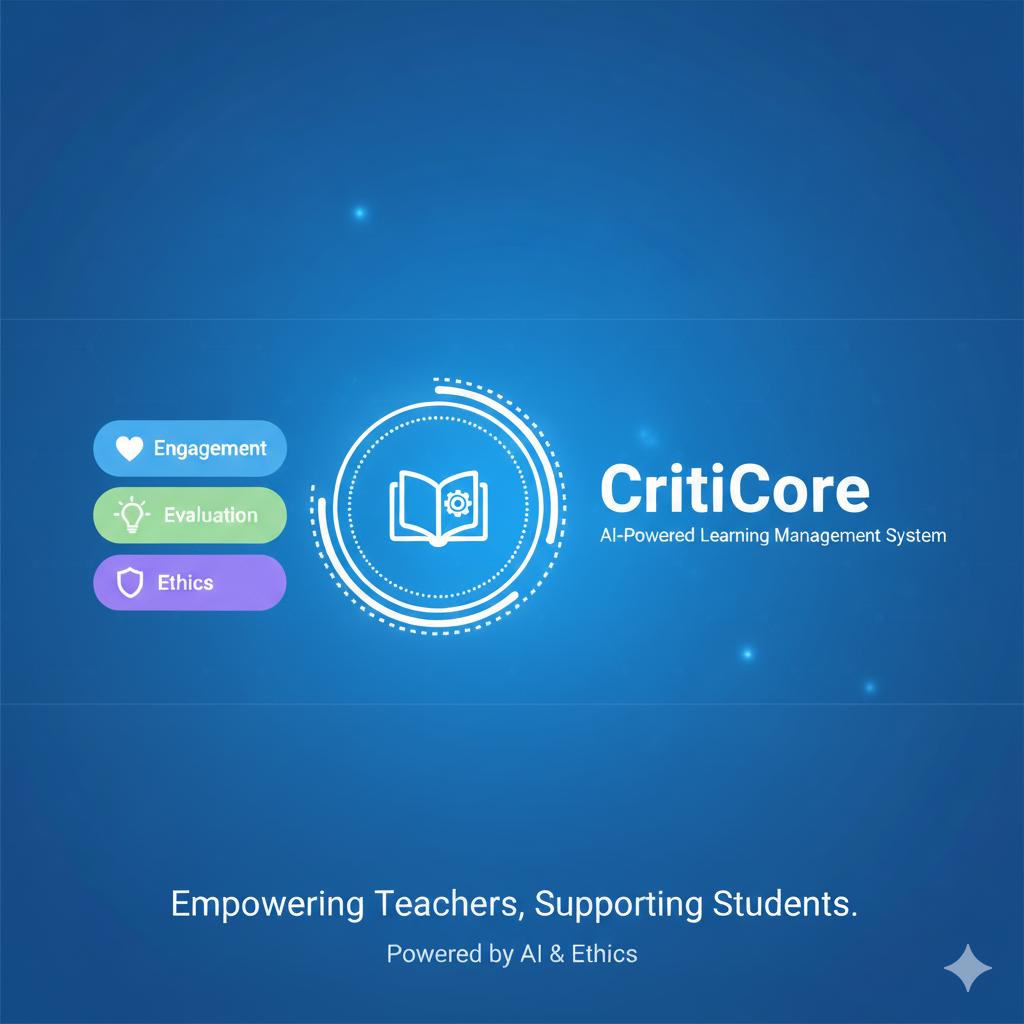 Engagement
Evaluation
Ethics
CritiCore
AI-Powered Learning Management System
Empowering Teachers, Supporting Students.
Powered by AI & Ethics